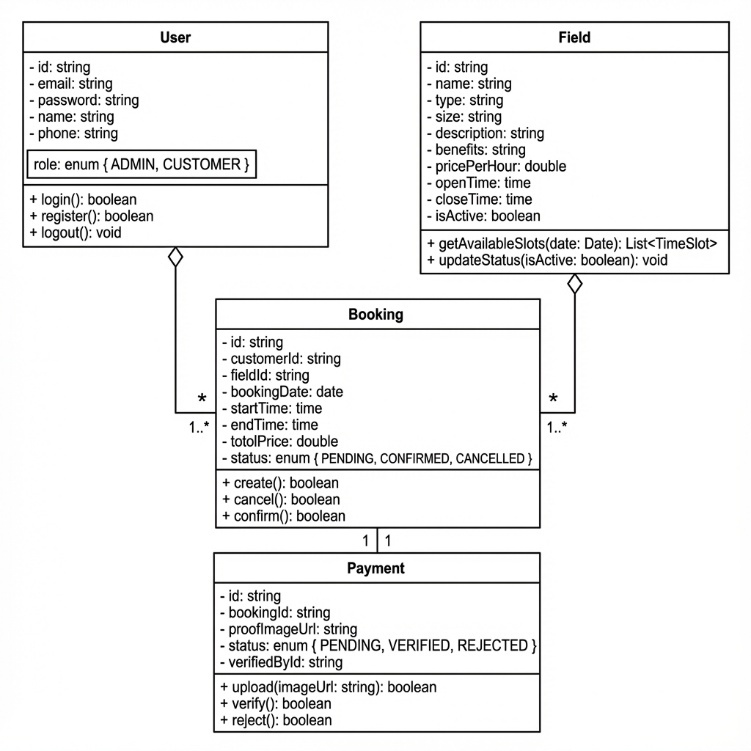 User
- id: string
- email: string
- password: string
- name: string
- phone: string
role: enum { ADMIN, CUSTOMER }
+ login(): boolean
+ register(): boolean
+ logout(): void
Field
- id: string
- name: string
- type: string
- size: string
- description: string
- benefits: string
- pricePerHour: double
- openTime: time
- closeTime: time
- isActive: boolean
+ getAvailableSlots(date: Date): List<TimeSlot>
+ updateStatus(isActive: boolean): void
Booking
- id: string
- customerId: string
- fieldId: string
- bookingDate: date
- startTime: time
- endTime: time
- totolPrice: double
- status: enum { PENDING, CONFIRMED, CANCELLED }
+ create(): boolean
+ cancel(): boolean
+ confirm(): boolean
*
1..*
*
1..*
1 1
Payment
- id: string
- bookingId: string
- proofImageUrl: string
- status: enum { PENDING, VERIFIED, REJECTED }
- verifiedById: string
+ upload(imageUrl: string): boolean
+ verify(): boolean
+ reject(): boolean